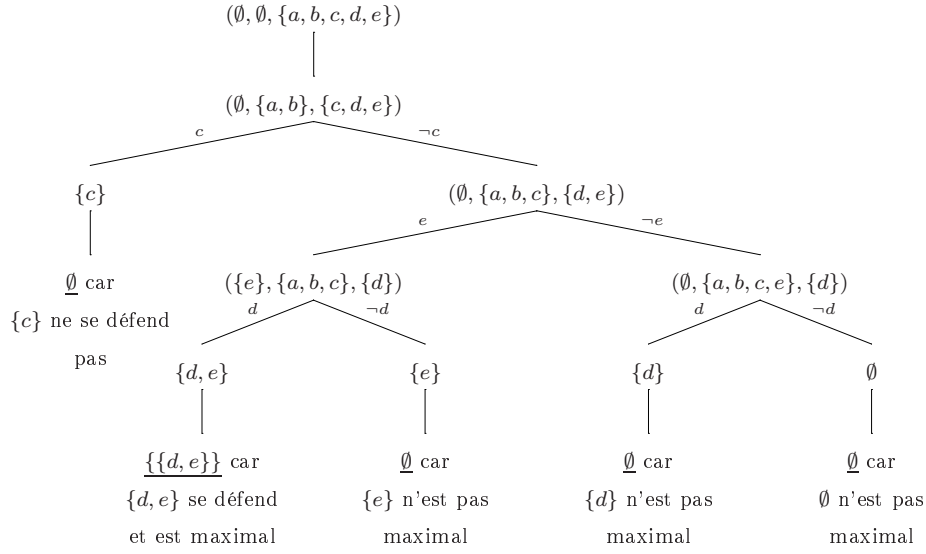 (∅, ∅, {a, b, c, d, e})
(∅, {a, b}, {c, d, e})
c ¬c
{c} (∅, {a, b, c}, {d, e})
e ¬e
∅ car ({e}, {a, b, c}, {d}) (∅, {a, b, c, e}, {d})
{c} ne se défend d ¬d d ¬d
pas
{d, e} {e} {d} ∅
{{d, e}} car ∅ car ∅ car ∅ car
{d, e} se défend {e} n'est pas {d} n'est pas ∅ n'est pas
et est maximal maximal maximal maximal